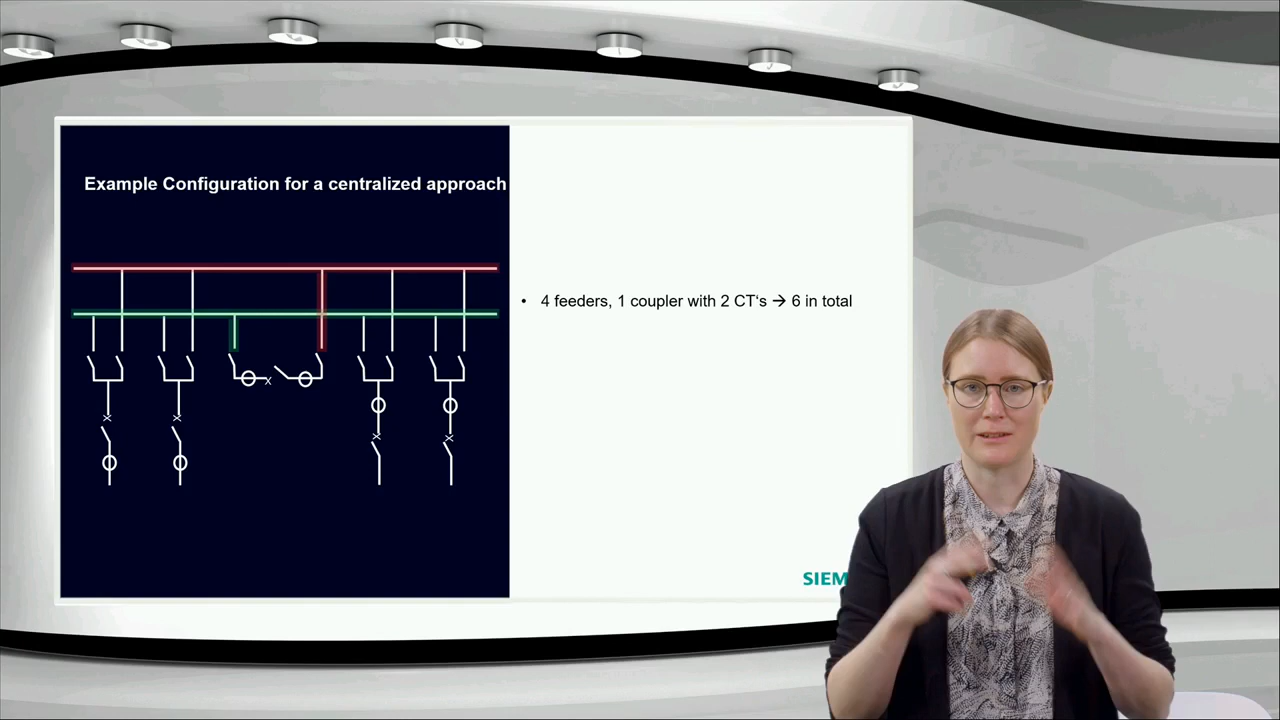 Example Configuration for a centralized approach
• 4 feeders, 1 coupler with 2 CT‘s → 6 in total
SIEM